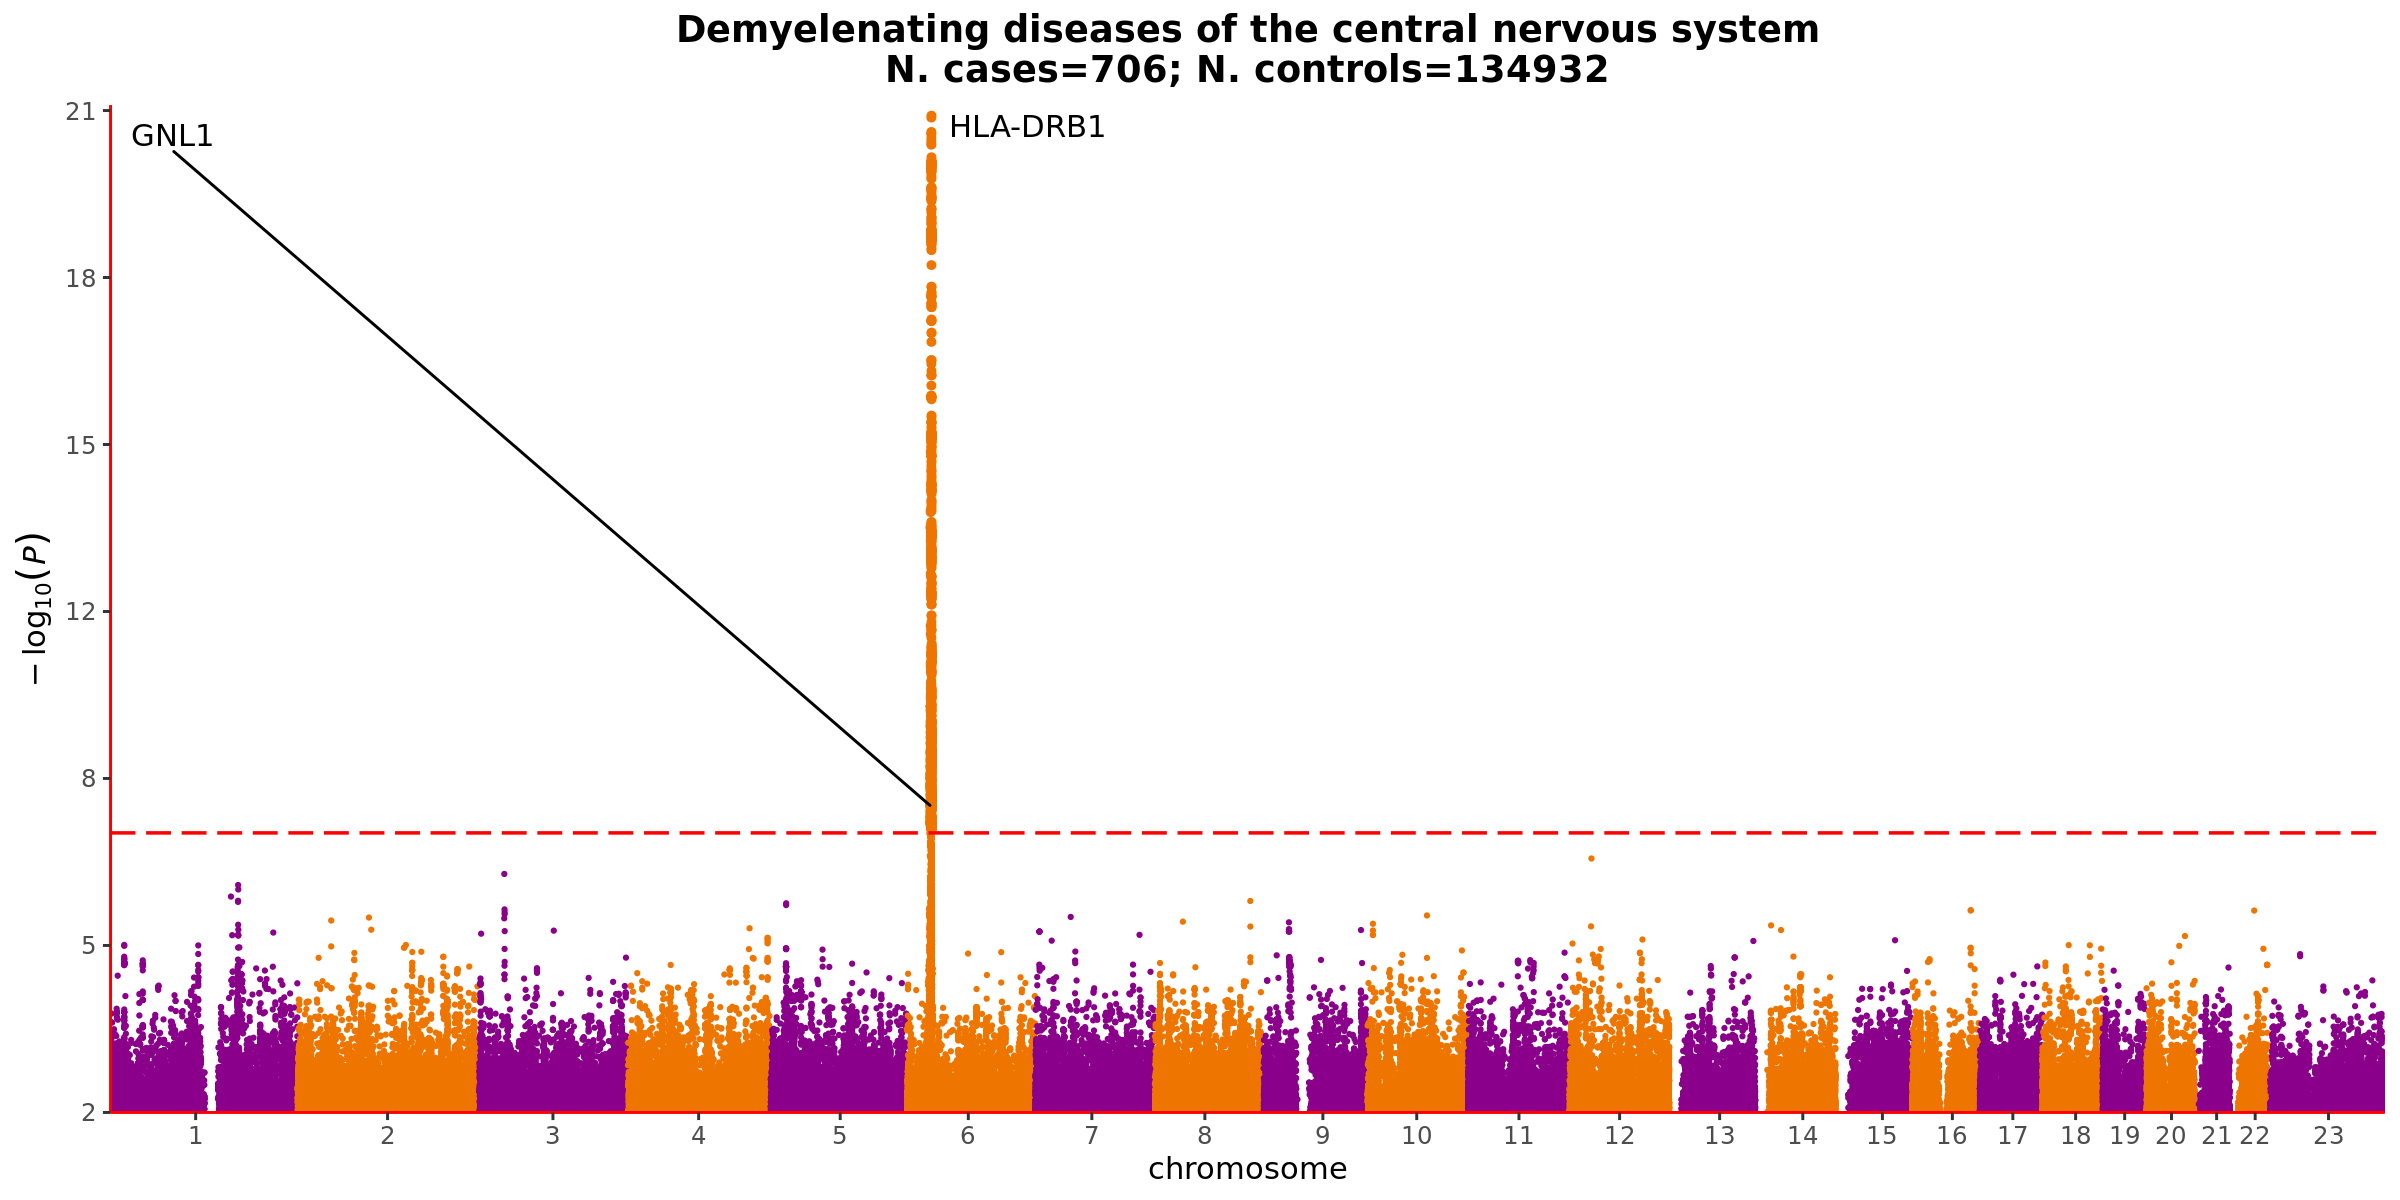 Demyelenating diseases of the central nervous system
N. cases=706; N. controls=134932
21
GNL1
HLA-DRB1
18
15
12
8
5
2
− log10(P)
1 2 3 4 5 6 7 8 9 10 11 12 13 14 15 16 17 18 19 20 21 22 23
chromosome